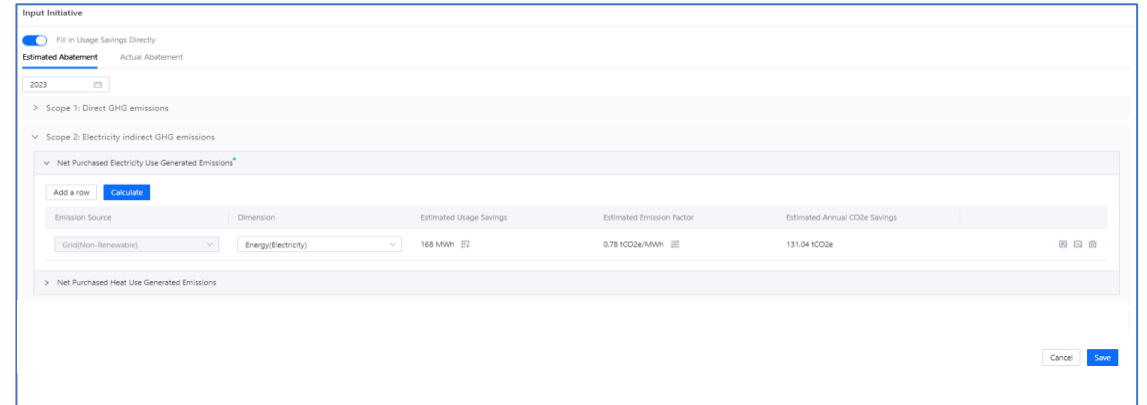 Input Initiative
Fill in Usage Savings Directly
Estimated Abatement Actual Abatement
2023
> Scope 1: Direct GHG emissions
Scope 2: Electricity indirect GHG emissions
Net Purchased Electricity Use Generated Emissions
Add a row Calculate
Emission Source Dimension Estimated Usage Savings Estimated Emission Factor Estimated Annual CO2e Savings
Grid(Non-Renewable) Energy(Electricity) 168 MWh 0.78 tCO2e/MWh 131.04 tCO2e
> Net Purchased Heat Use Generated Emissions
Cancel Save